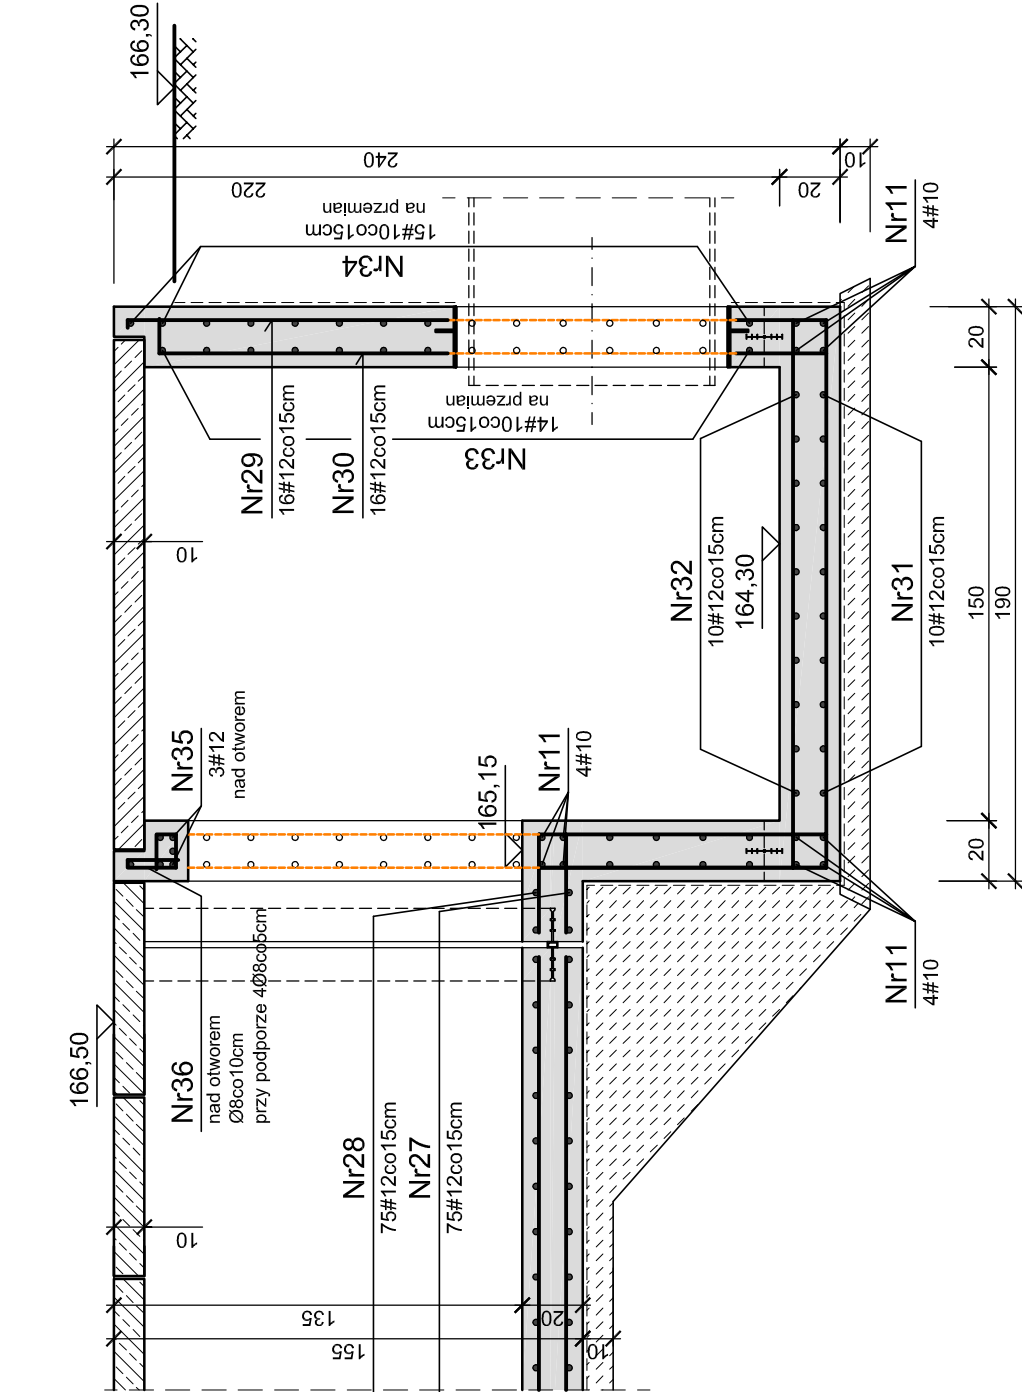 166,30
240
10
220
20
Nr11
4#10
15#10co15cm
na przemian
Nr34
14#10co15cm
na przemian
Nr33
Nr29
16#12co15cm
Nr30
16#12co15cm
20
10
Nr32
10#12co15cm
164,30
Nr31
10#12co15cm
150
190
Nr35
3#12
nad otworem
165,15
Nr11
4#10
20
Nr11
4#10
166,50
Nr36
nad otworem
Ø8co10cm
przy podporze 4Ø8co5cm
Nr28
75#12co15cm
Nr27
75#12co15cm
10
135
20
155
10